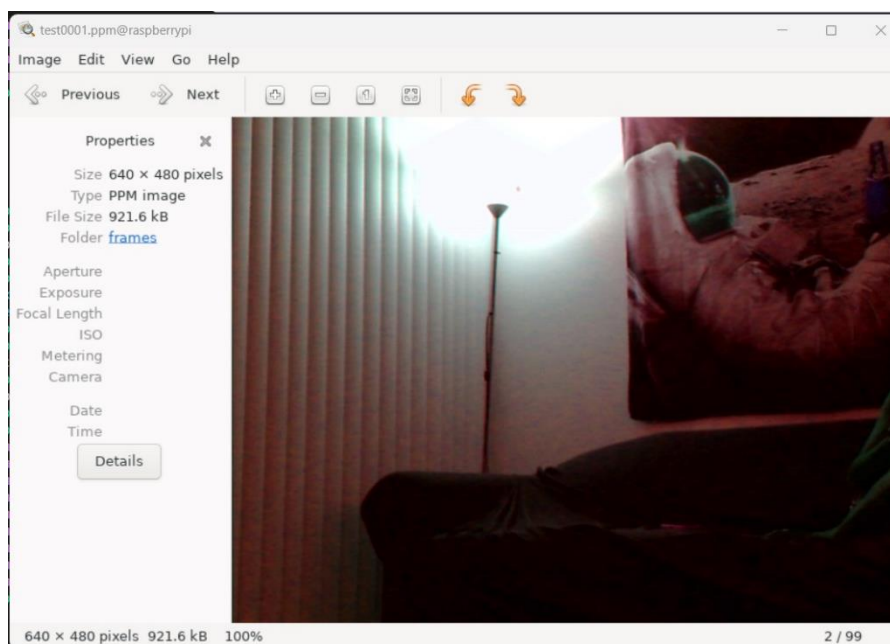 test0001.ppm@raspberrypi
Image Edit View Go Help
Previous Next
Properties
Size 640 × 480 pixels
Type PPM image
File Size 921.6 kB
Folder frames
Aperture
Exposure
Focal Length
ISO
Metering
Camera
Date
Time
Details
640 × 480 pixels 921.6 kB 100% 2 / 99